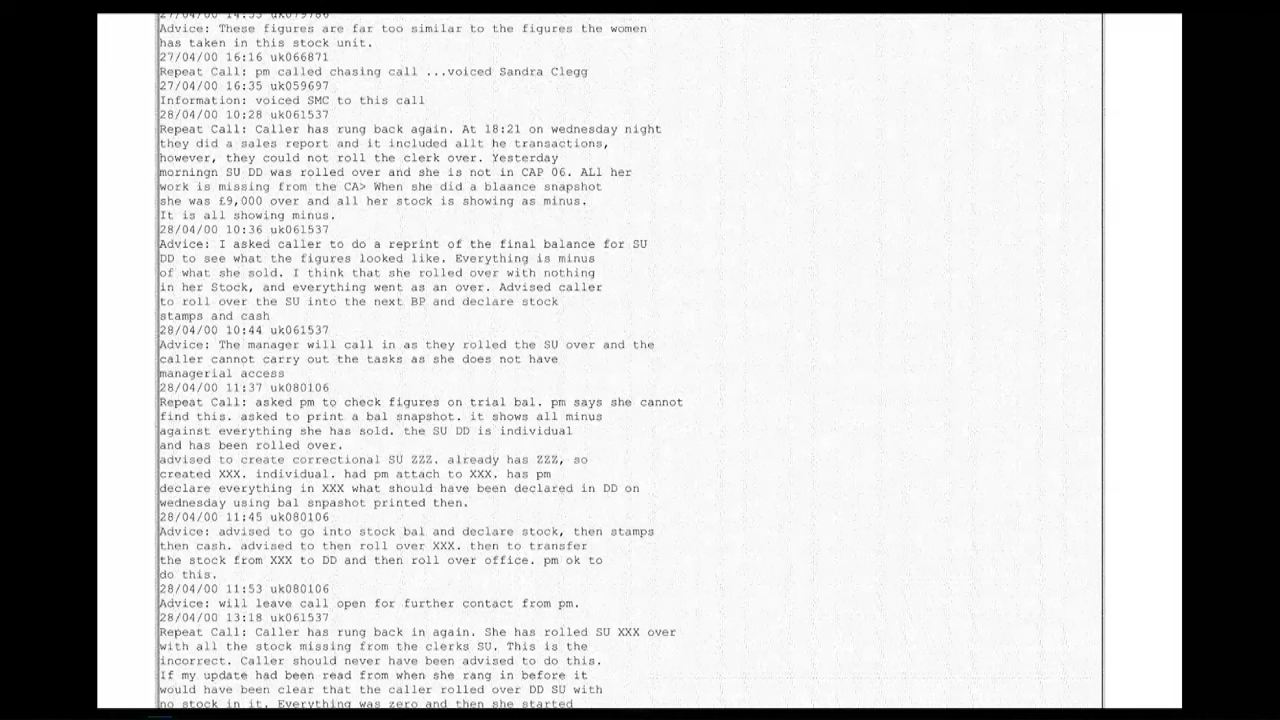 27/04/00 14:53 uk079786
Advice: These figures are far too similar to the figures the women
has taken in this stock unit.
27/04/00 16:16 uk066871
Repeat Call: pm called chasing call ...voiced Sandra Clegg
27/04/00 16:35 uk059697
Information: voiced SMC to this call
28/04/00 10:28 uk061537
Repeat Call: Caller has rung back again. At 18:21 on wednesday night
they did a sales report and it included allt he transactions,
however, they could not roll the clerk over. Yesterday
morningn SU DD was rolled over and she is not in CAP 06. ALl her
work is missing from the CA> When she did a blaance snapshot
she was £9,000 over and all her stock is showing as minus.
It is all showing minus.
28/04/00 10:36 uk061537
Advice: I asked caller to do a reprint of the final balance for SU
DD to see what the figures looked like. Everything is minus
of what she sold. I think that she rolled over with nothing
in her Stock, and everything went as an over. Advised caller
to roll over the SU into the next BP and declare stock
stamps and cash
28/04/00 10:44 uk061537
Advice: The manager will call in as they rolled the SU over and the
caller cannot carry out the tasks as she does not have
managerial access
28/04/00 11:37 uk080106
Repeat Call: asked pm to check figures on trial bal. pm says she cannot
find this. asked to print a bal snapshot. it shows all minus
against everything she has sold. the SU DD is individual
and has been rolled over.
advised to create correctional SU ZZZ. already has ZZZ, so
created XXX. individual. had pm attach to XXX. has pm
declare everything in XXX what should have been declared in DD on
wednesday using bal snpashot printed then.
28/04/00 11:45 uk080106
Advice: advised to go into stock bal and declare stock, then stamps
then cash. advised to then roll over XXX. then to transfer
the stock from XXX to DD and then roll over office. pm ok to
do this.
28/04/00 11:53 uk080106
Advice: will leave call open for further contact from pm.
28/04/00 13:18 uk061537
Repeat Call: Caller has rung back in again. She has rolled SU XXX over
with all the stock missing from the clerks SU. This is the
incorrect. Caller should never have been advised to do this.
If my update had been read from when she rang in before it
would have been clear that the caller rolled over DD SU with
no stock in it. Everything was zero and then she started